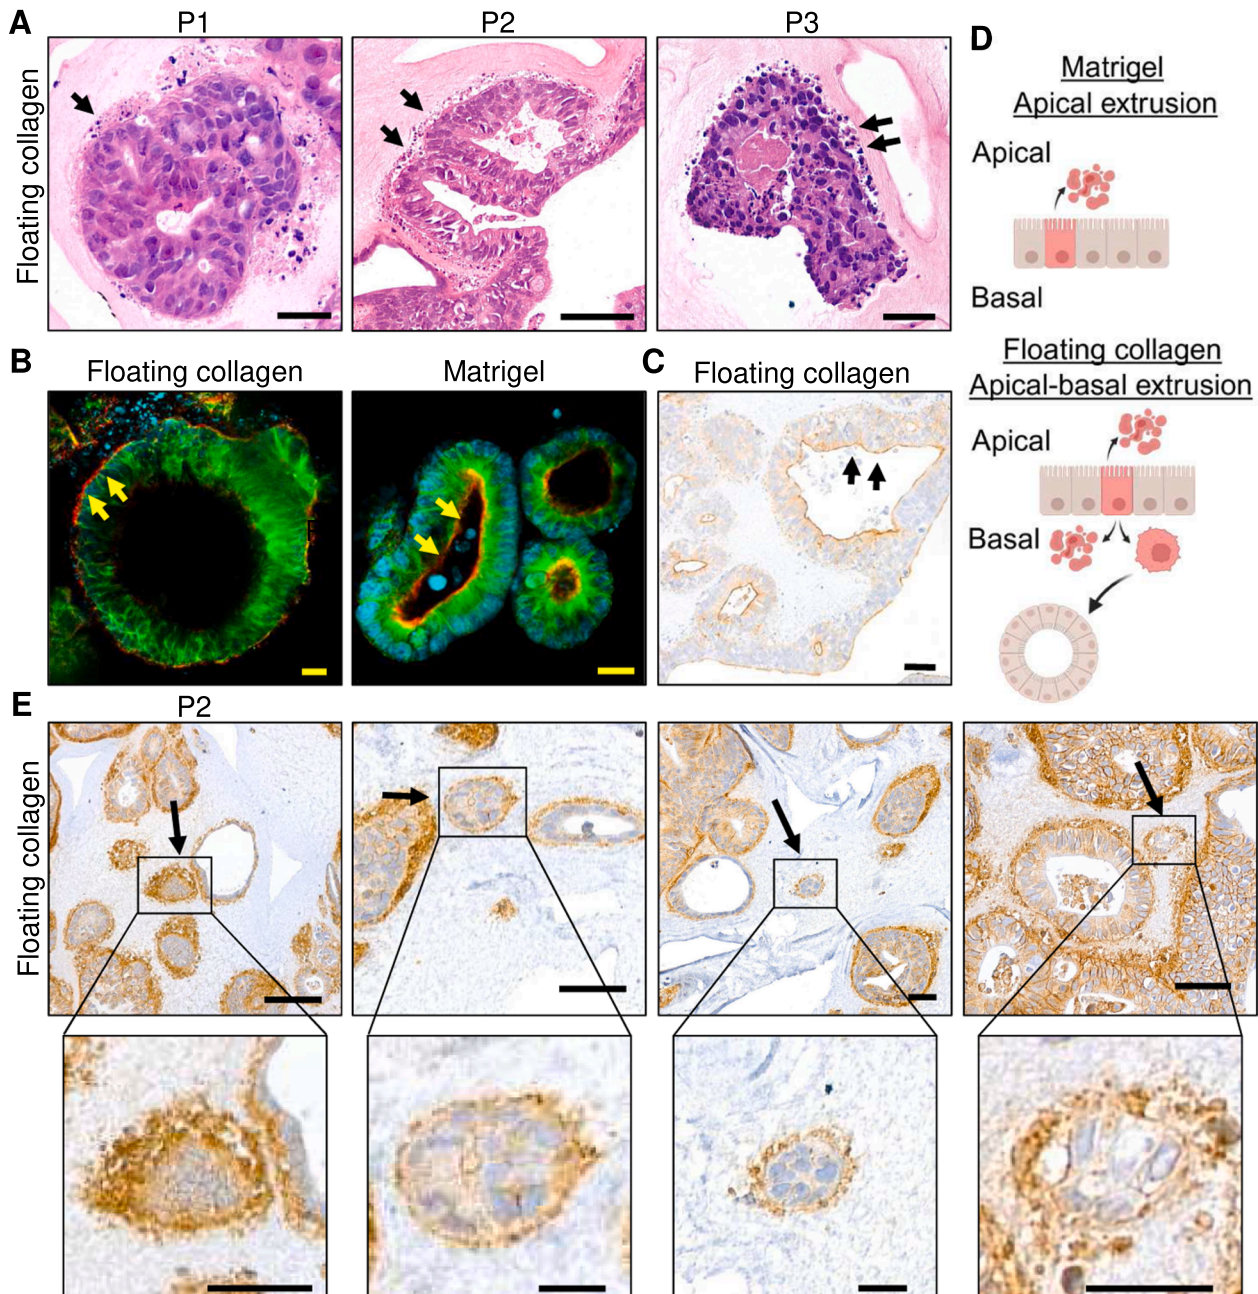 A
P1
P2
P3
Floating collagen
D
Matrigel
Apical extrusion
Apical
Basal
B
Floating collagen
Matrigel
C
Floating collagen
Floating collagen
Apical-basal extrusion
Apical
Basal
E
P2
Floating collagen